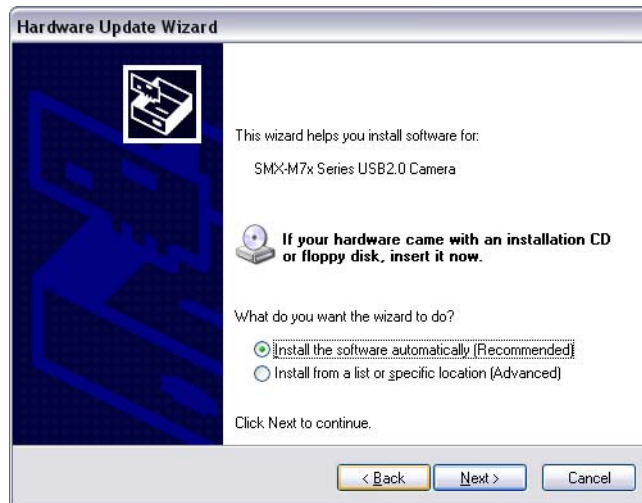 Hardware Update Wizard
This wizard helps you install software for:
SMX-M7x Series USB2.0 Camera
If your hardware came with an installation CD
or floppy disk, insert it now.
What do you want the wizard to do?
Install the software automatically (Recommended)
Install from a list or specific location (Advanced)
Click Next to continue.
< Back
Next >
Cancel